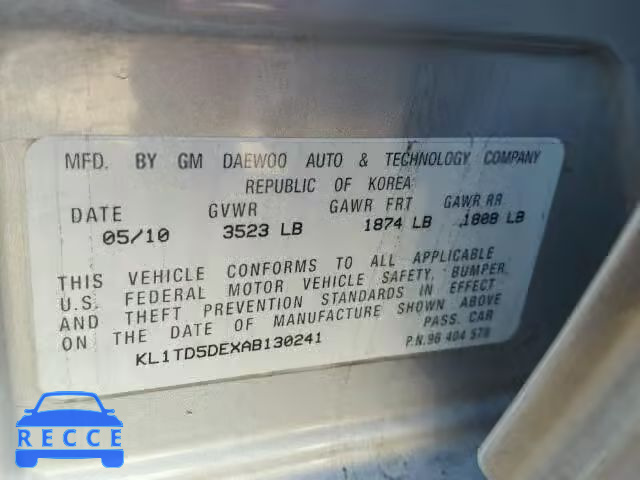 MFD. BY GM DAEWOO AUTO & TECHNOLOGY COMPANY
REPUBLIC OF KOREA
DATE GVWR GAWR FRT GAWR RR
05/10 3523 LB 1874 LB 1808 LB
THIS VEHICLE CONFORMS TO ALL APPLICABLE
U.S. FEDERAL MOTOR VEHICLE SAFETY, BUMPER,
AND THEFT PREVENTION STANDARDS IN EFFECT
ON THE DATE OF MANUFACTURE SHOWN ABOVE
PASS. CAR
KL1TD5DEXAB130241
P.N. 96 404 578
RECCE